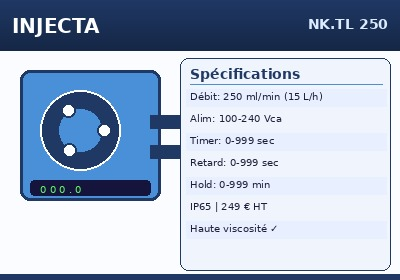 INJECTA
NK.TL 250
Spécifications
Débit: 250 ml/min (15 L/h)
Alim: 100-240 Vca
Timer: 0-999 sec
Retard: 0-999 sec
Hold: 0-999 min
IP65 | 249 € HT
Haute viscosité ✓
000.0